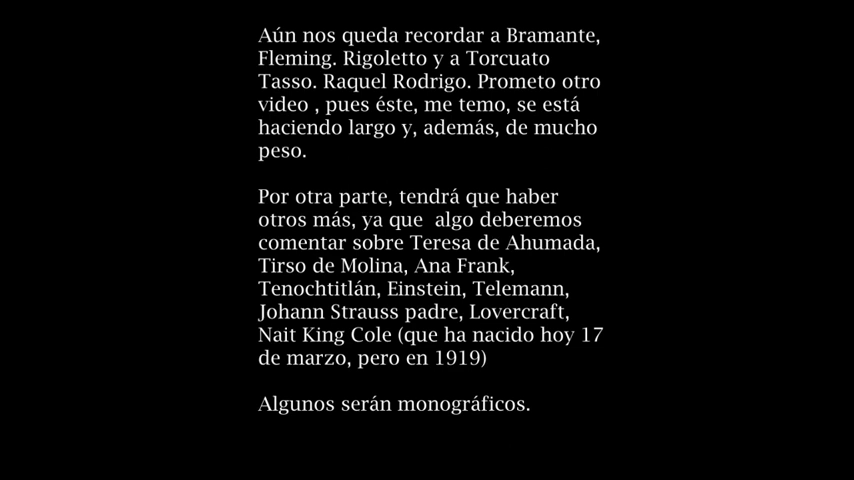 Aún nos queda recordar a Bramante,
Fleming. Rigoletto y a Torcuato
Tasso. Raquel Rodrigo. Prometo otro
video , pues éste, me temo, se está
haciendo largo y, además, de mucho
peso.
Por otra parte, tendrá que haber
otros más, ya que  algo deberemos
comentar sobre Teresa de Ahumada,
Tirso de Molina, Ana Frank,
Tenochtitlán, Einstein, Telemann,
Johann Strauss padre, Lovercraft,
Nait King Cole (que ha nacido hoy 17
de marzo, pero en 1919)
Algunos serán monográficos.